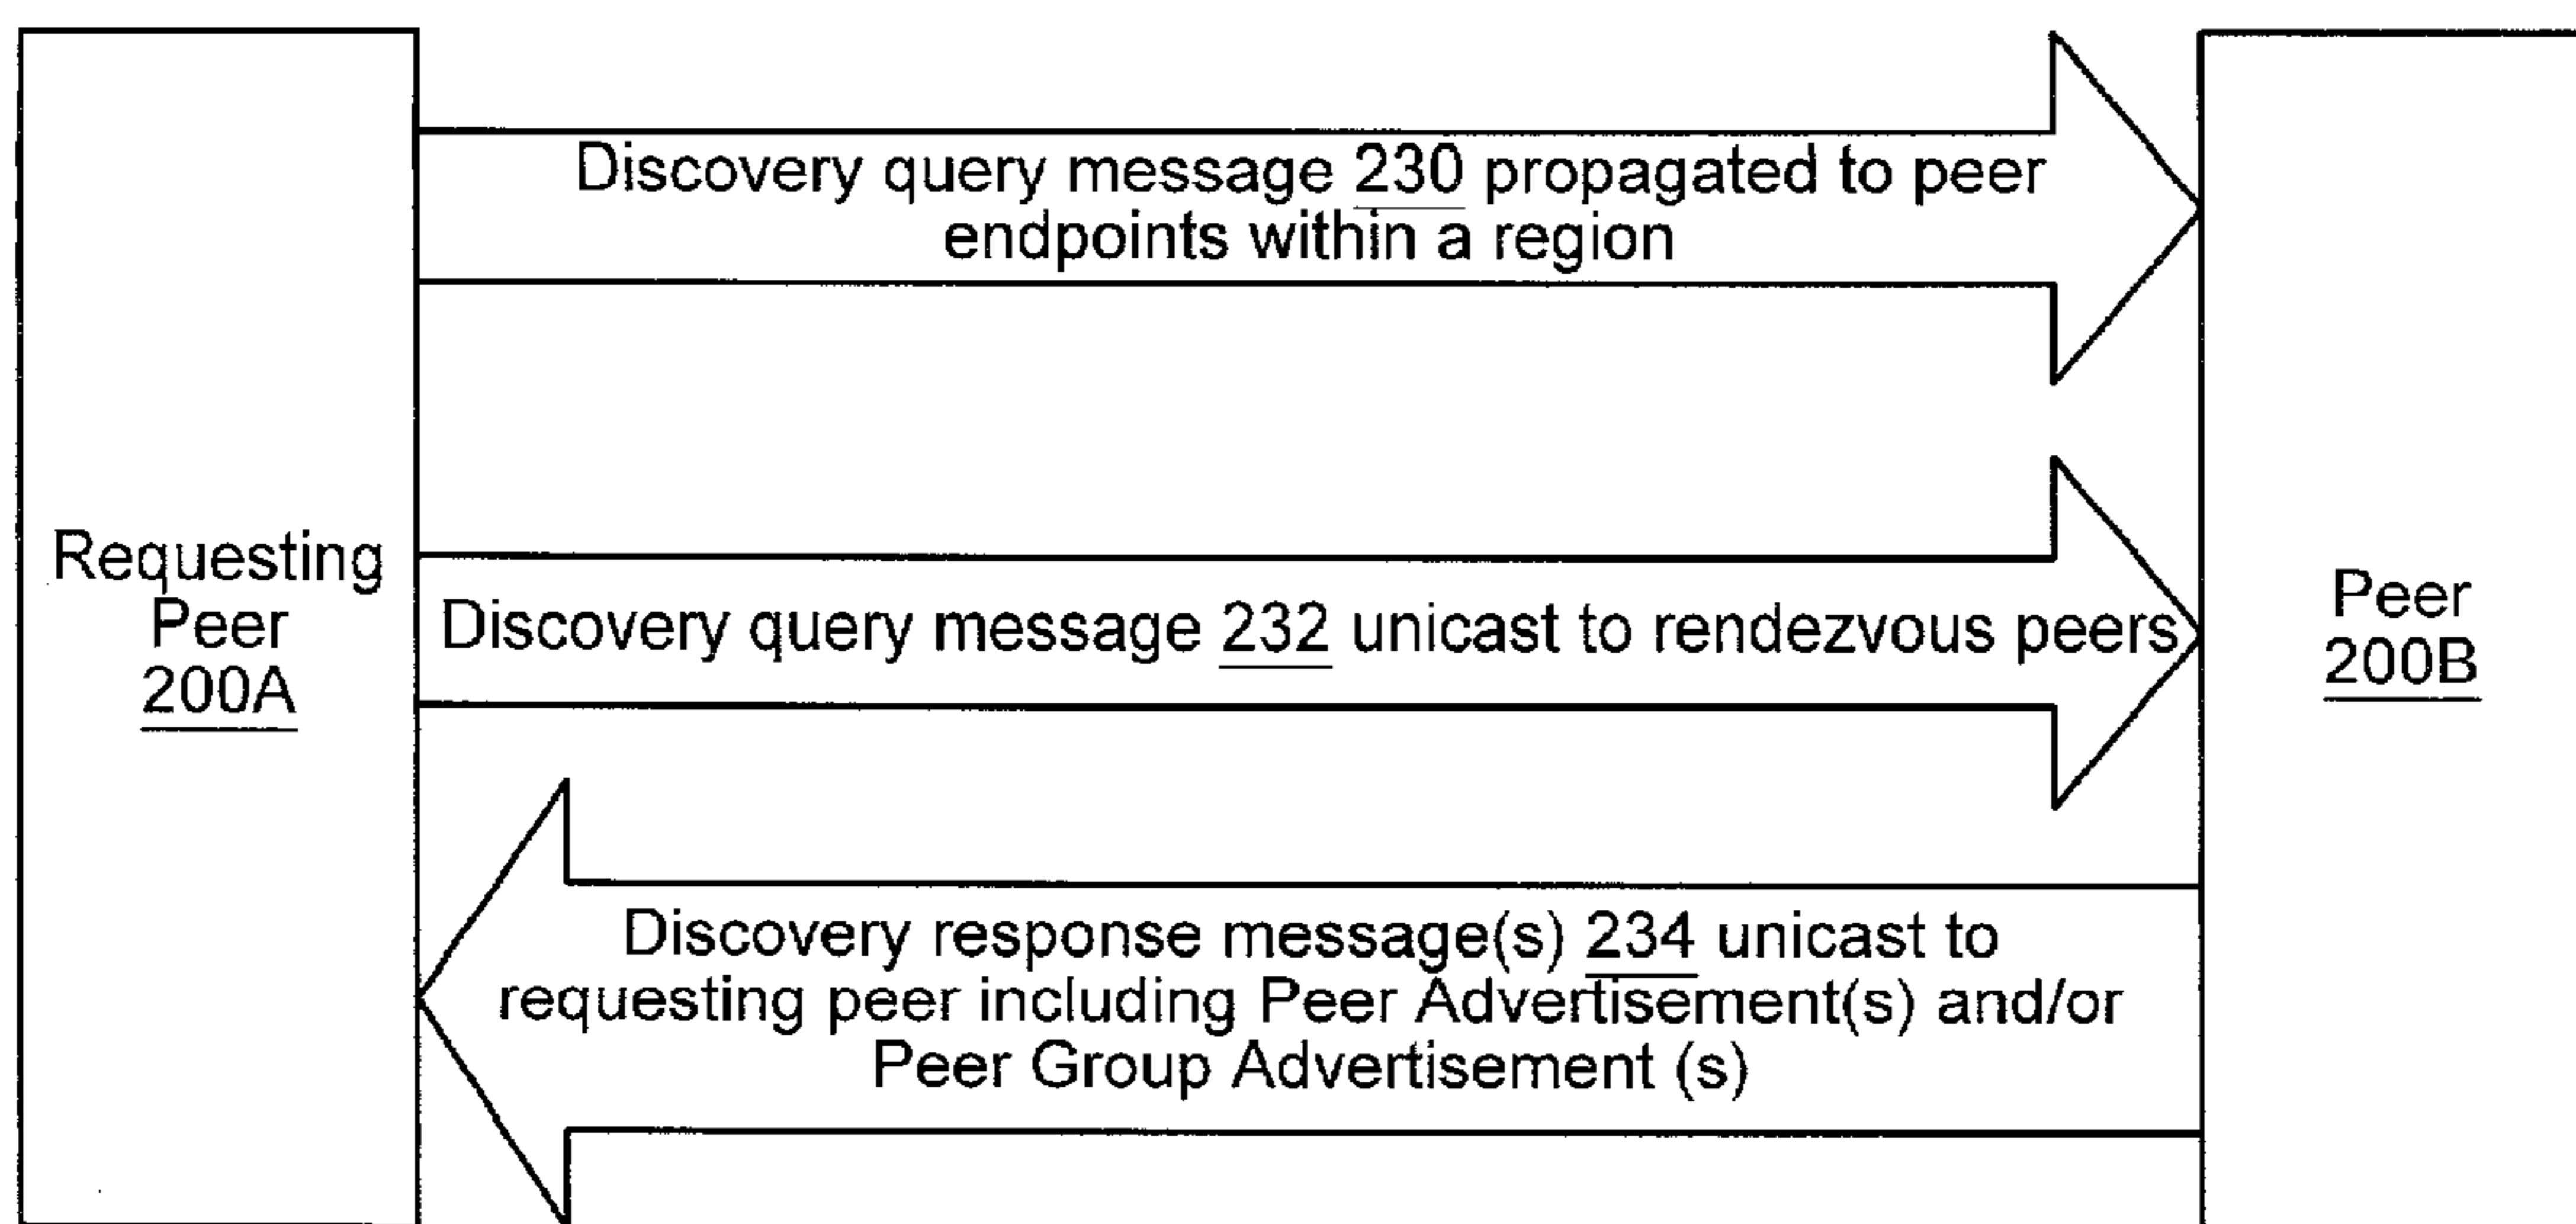 Discovery query message 230 propagated to peer
endpoints within a region
Requesting
Peer
200A
Discovery query message 232 unicast to rendezvous peers
Peer
200B
Discovery response message(s) 234 unicast to
requesting peer including Peer Advertisement(s) and/or
Peer Group Advertisement (s)